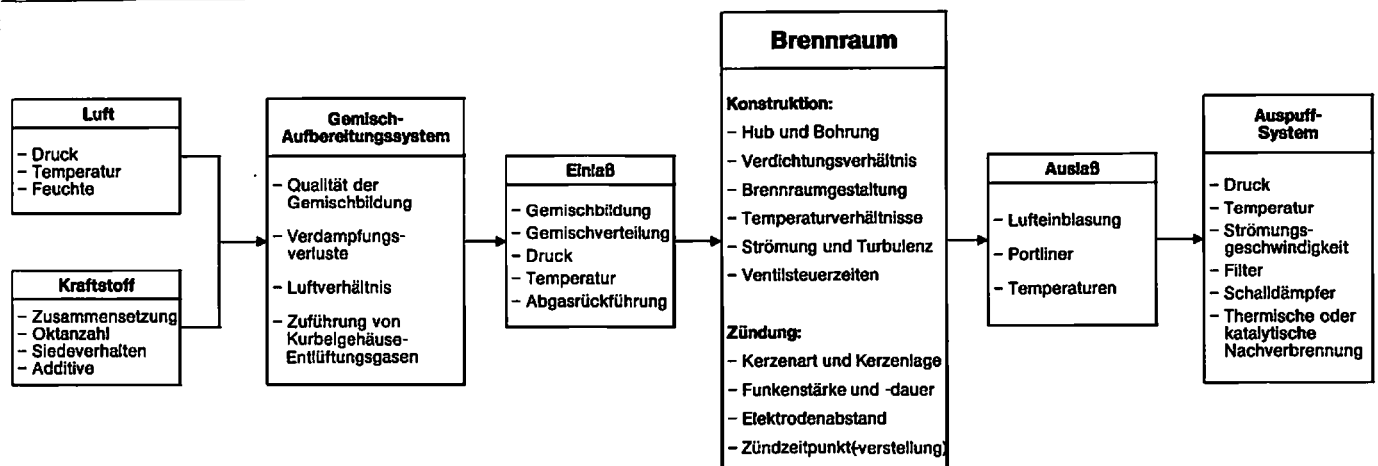 Luft
– Druck
– Temperatur
– Feuchte
Kraftstoff
– Zusammensetzung
– Oktanzahl
– Siedeverhalten
– Additive
Gemisch-
Aufbereitungssystem
– Qualität der
Gemischbildung
– Verdampfungs-
verluste
– Luftverhältnis
– Zuführung von
Kurbelgehäuse-
Entlüftungsgasen
Einlaß
– Gemischbildung
– Gemischverteilung
– Druck
– Temperatur
– Abgasrückführung
Brennraum
Konstruktion:
– Hub und Bohrung
– Verdichtungsverhältnis
– Brennraumgestaltung
– Temperaturverhältnisse
– Strömung und Turbulenz
– Ventilsteuerzeiten
Zündung:
– Kerzenart und Kerzenlage
– Funkenstärke und -dauer
– Elektrodenabstand
– Zündzeitpunkt(-verstellung)
Auslaß
– Lufteinblasung
– Portliner
– Temperaturen
Auspuff-
System
– Druck
– Temperatur
– Strömungs-
geschwindigkeit
– Filter
– Schalldämpfer
– Thermische oder
katalytische
Nachverbrennung